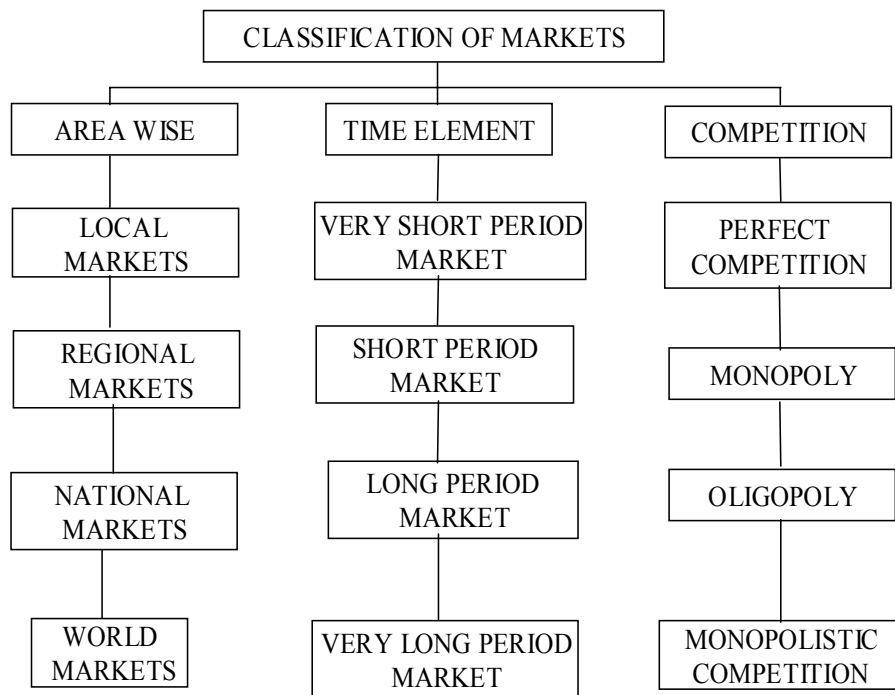 CLASSIFICATION OF MARKETS
AREA WISE
TIME ELEMENT
COMPETITION
LOCAL
MARKETS
VERY SHORT PERIOD
MARKET
PERFECT
COMPETITION
REGIONAL
MARKETS
SHORT PERIOD
MARKET
MONOPOLY
NATIONAL
MARKETS
LONG PERIOD
MARKET
OLIGOPOLY
WORLD
MARKETS
VERY LONG PERIOD
MARKET
MONOPOLISTIC
COMPETITION